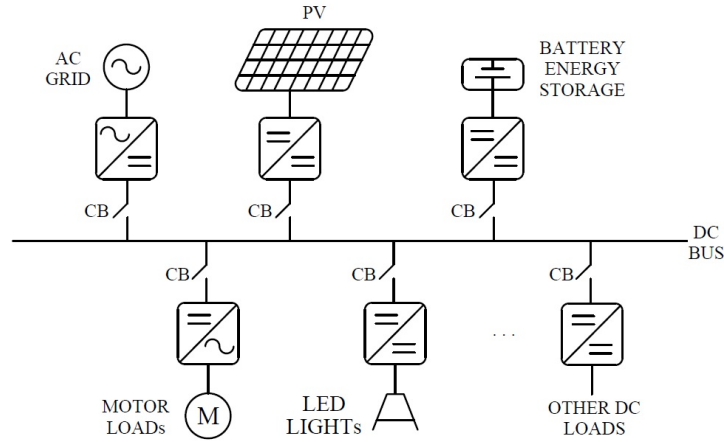 PV
AC
GRID
BATTERY
ENERGY
STORAGE
CB
CB
CB
DC
BUS
CB
CB
CB
. . .
MOTOR
LOADs
M
LED
LIGHTs
OTHER DC
LOADS